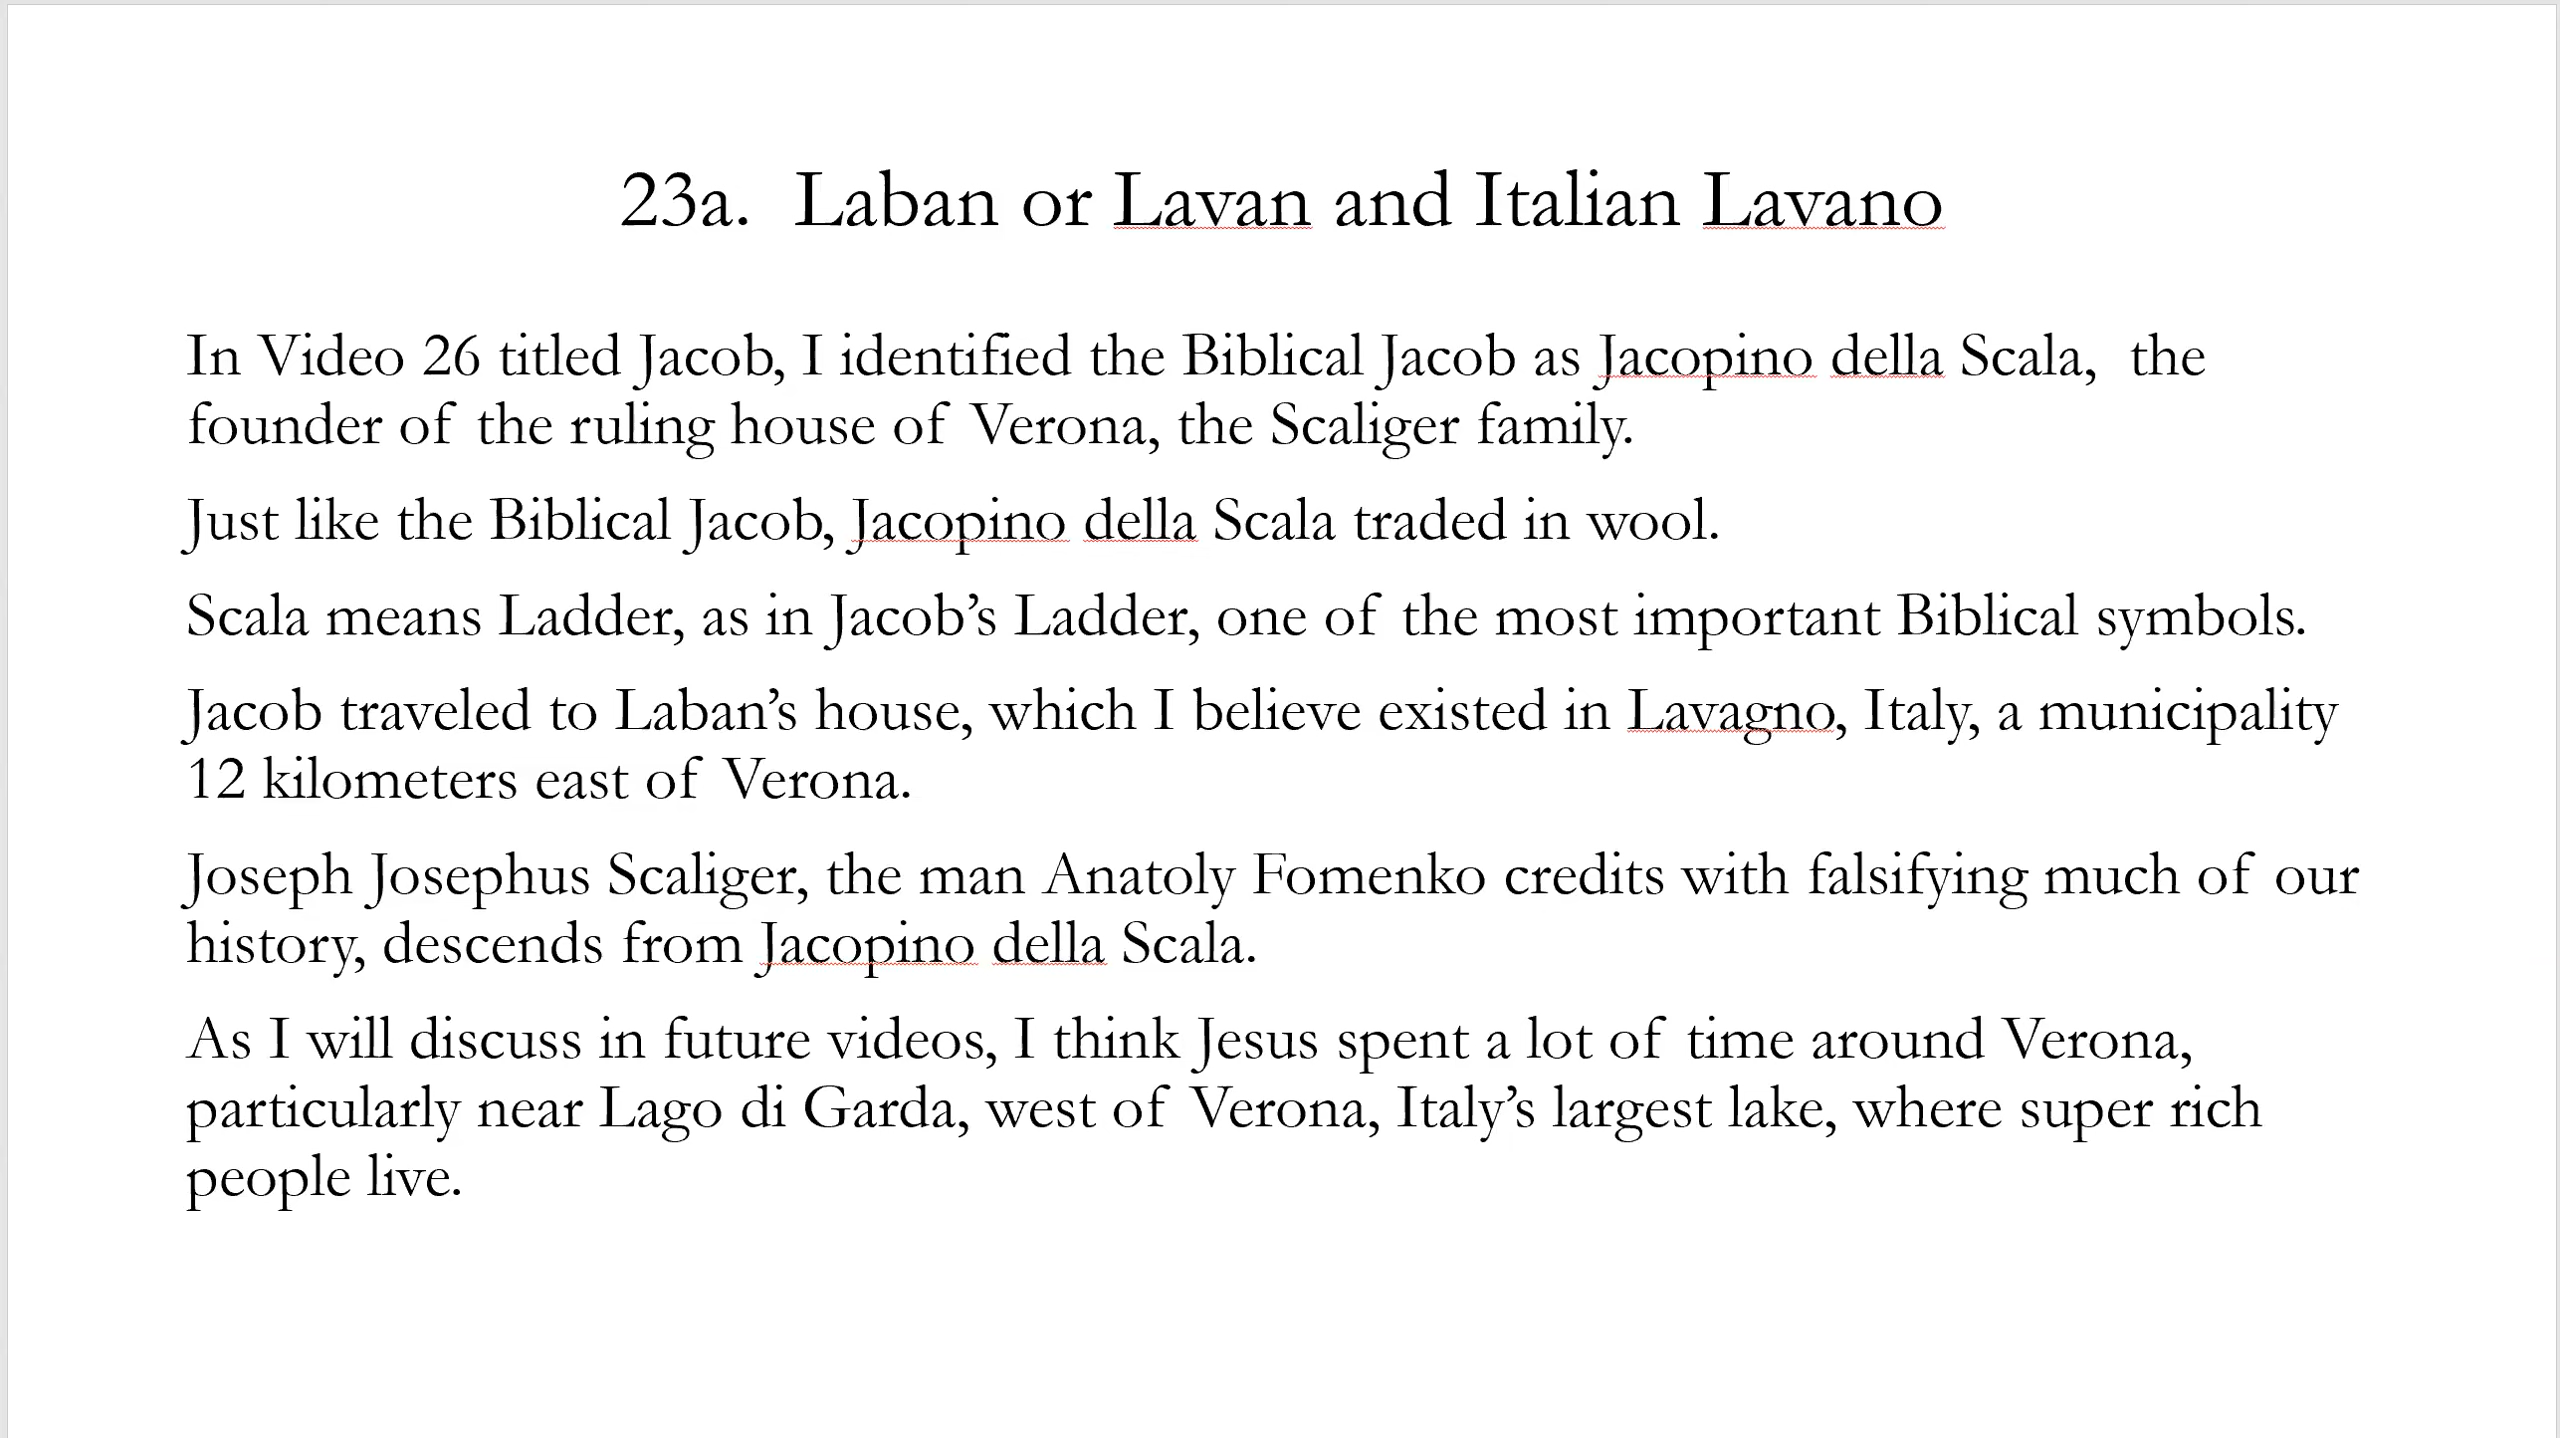 23a. Laban or Lavan and Italian Lavano
In Video 26 titled Jacob, I identified the Biblical Jacob as Jacopino della Scala, the
founder of the ruling house of Verona, the Scaliger family.
Just like the Biblical Jacob, Jacopino della Scala traded in wool.
Scala means Ladder, as in Jacob’s Ladder, one of the most important Biblical symbols.
Jacob traveled to Laban’s house, which I believe existed in Lavagno, Italy, a municipality
12 kilometers east of Verona.
Joseph Josephus Scaliger, the man Anatoly Fomenko credits with falsifying much of our
history, descends from Jacopino della Scala.
As I will discuss in future videos, I think Jesus spent a lot of time around Verona,
particularly near Lago di Garda, west of Verona, Italy’s largest lake, where super rich
people live.